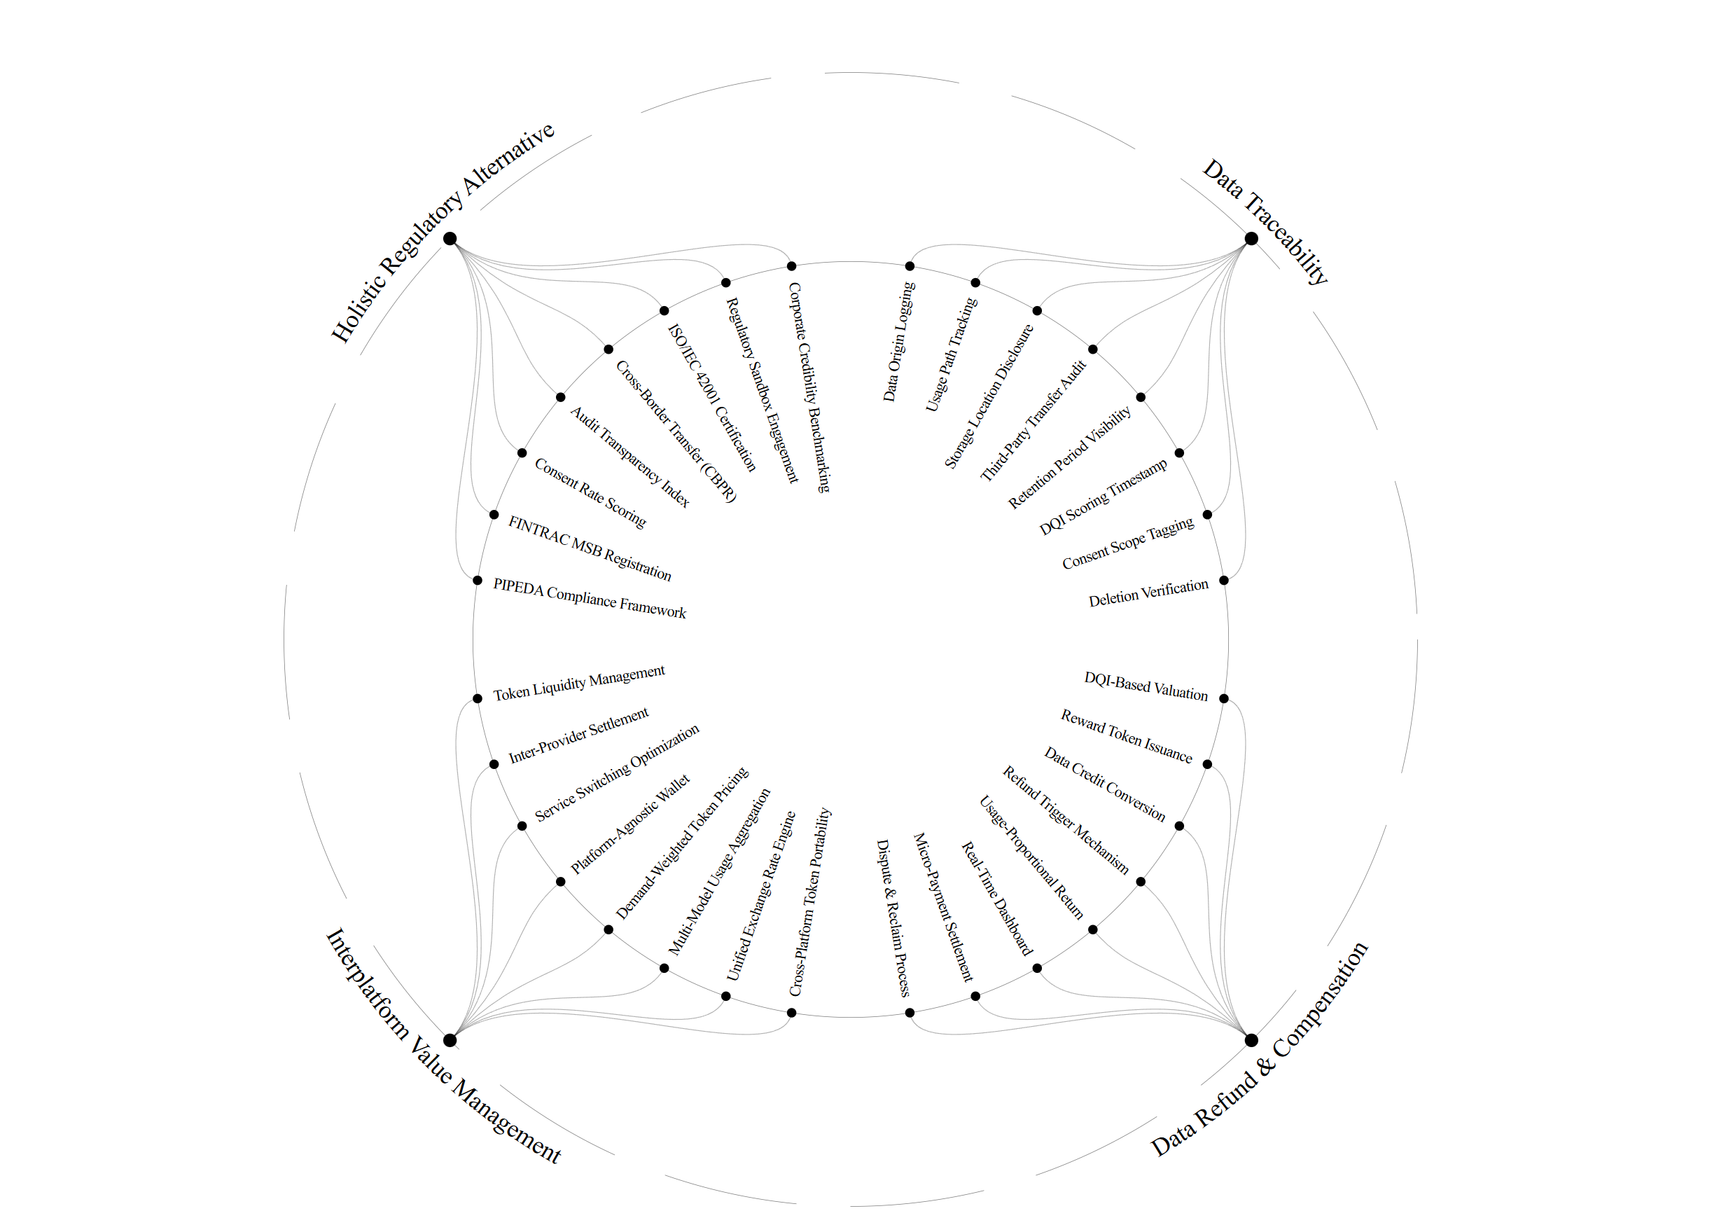 Holistic Regulatory Alternative
Corporate Credibility Benchmarking
Regulatory Sandbox Engagement
ISO/IEC 42001 Certification
Cross-Border Transfer (CBPR)
Audit Transparency Index
Consent Rate Scoring
FINTRAC MSB Registration
PIPEDA Compliance Framework
Data Traceability
Data Origin Logging
Usage Path Tracking
Storage Location Disclosure
Third-Party Transfer Audit
Retention Period Visibility
DQI Scoring Timestamp
Consent Scope Tagging
Deletion Verification
Data Refund & Compensation
DQI-Based Valuation
Reward Token Issuance
Data Credit Conversion
Refund Trigger Mechanism
Usage-Proportional Return
Real-Time Dashboard
Micro-Payment Settlement
Dispute & Reclaim Process
Interplatform Value Management
Token Liquidity Management
Inter-Provider Settlement
Service Switching Optimization
Platform-Agnostic Wallet
Demand-Weighted Token Pricing
Multi-Model Usage Aggregation
Unified Exchange Rate Engine
Cross-Platform Token Portability